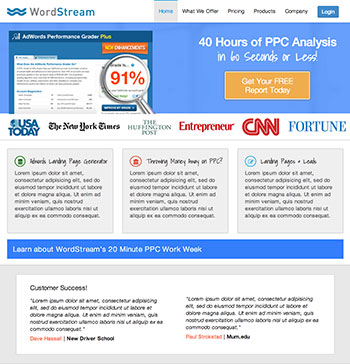 WordStream
Home What We Offer Pricing Products Company Login
AdWords Performance Grader Plus
NEW ENHANCEMENTS
91%
40 Hours of PPC Analysis
in 60 Seconds or Less!
Get Your FREE
Report Today
USA
TODAY
The New York Times
THE
HUFFINGTON
POST
Entrepreneur
CNN
FORTUNE
Adwords Landing Page Generator
Lorem ipsum dolor sit amet,
consectetur adipisicing elit, sed
do eiusmod tempor
incididunt ut labore et dolore
magna aliqua. Ut enim ad
minim veniam, quis nostrud
exercitation ullamco laboris
nisi ut aliquip ex ea commodo
consequat.
Throwing Money Away on PPC?
Lorem ipsum dolor sit amet,
consectetur adipisicing elit, sed
do eiusmod tempor
incididunt ut labore et dolore
magna aliqua. Ut enim ad
minim veniam, quis nostrud
exercitation ullamco laboris
nisi ut aliquip ex ea commodo
consequat.
Landing Pages & Leads
Lorem ipsum dolor sit amet,
consectetur adipisicing elit, sed
do eiusmod tempor
incididunt ut labore et dolore
magna aliqua. Ut enim ad
minim veniam, quis nostrud
exercitation ullamco laboris
nisi ut aliquip ex ea commodo
consequat.
Learn about WordStream's 20 Minute PPC Work Week
Customer Success!
"Lorem ipsum dolor sit amet, consectetur adipisicing
elit, sed do eiusmod tempor incididunt ut labore et
dolore magna aliqua. Ut enim ad minim veniam, quis
nostrud exercitation ullamco laboris nisi ut aliquip ex
ea commodo consequat."
Dave Hassall | New Driver School
"Lorem ipsum dolor sit amet, consectetur adipisicing
elit, sed do eiusmod tempor incididunt ut labore et
dolore magna aliqua. Ut enim ad minim veniam, quis
nostrud exercitation ullamco laboris nisi ut aliquip ex
ea commodo consequat."
| Mum.edu